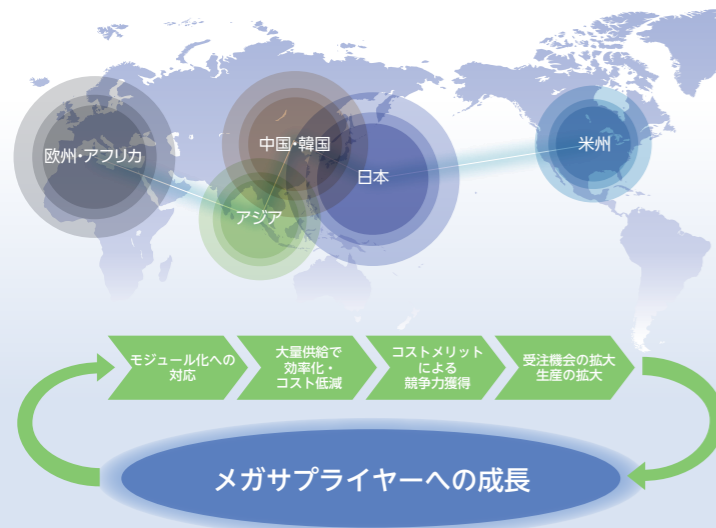 欧州・アフリカ
中国・韓国
日本
アジア
米州
モジュール化への
対応
大量供給で
効率化・
コスト低減
コストメリット
による
競争力獲得
受注機会の拡大
生産の拡大
メガサプライヤーへの成長